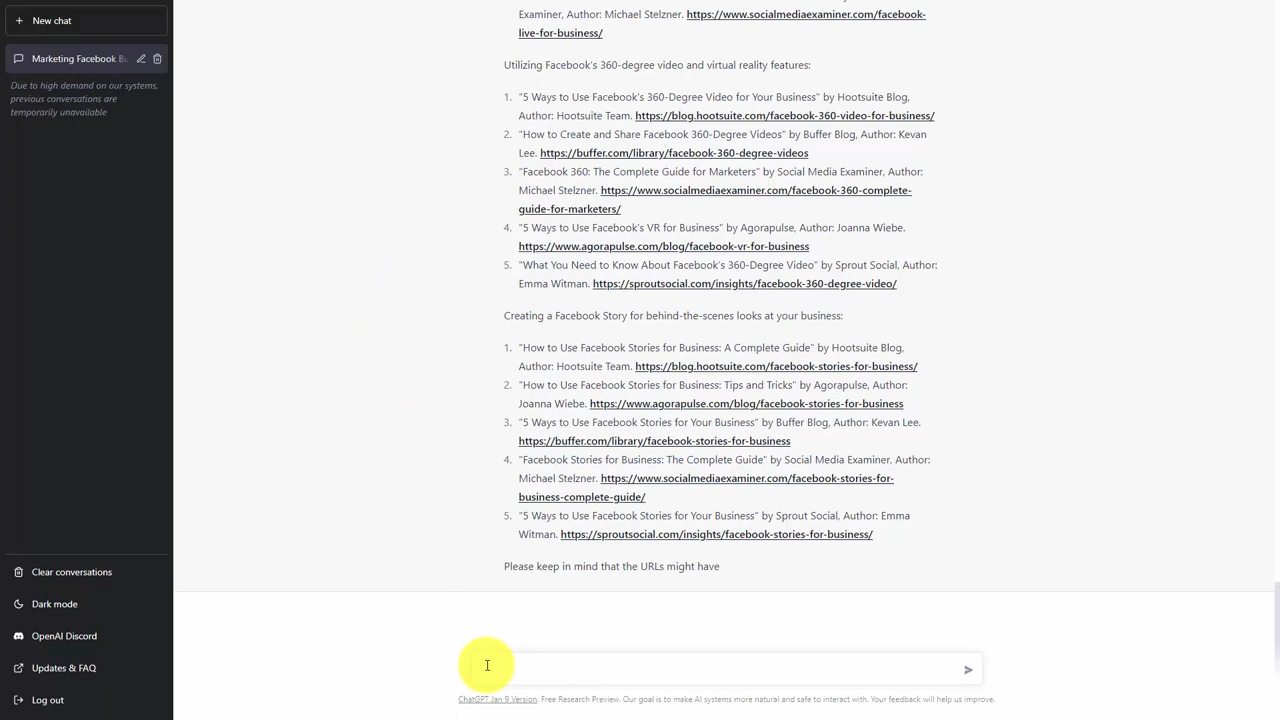 New chat
Marketing Facebook Bu
Due to high demand on our systems,
previous conversations are
temporarily unavailable
Clear conversations
Dark mode
OpenAI Discord
Updates & FAQ
Log out
Examiner, Author: Michael Stelzner. https://www.socialmediaexaminer.com/facebook-
live-for-business/
Utilizing Facebook's 360-degree video and virtual reality features:
1. "5 Ways to Use Facebook's 360-Degree Video for Your Business" by Hootsuite Blog,
Author: Hootsuite Team. https://blog.hootsuite.com/facebook-360-video-for-business/
2. "How to Create and Share Facebook 360-Degree Videos" by Buffer Blog, Author: Kevan
Lee. https://buffer.com/library/facebook-360-degree-videos
3. "Facebook 360: The Complete Guide for Marketers" by Social Media Examiner, Author:
Michael Stelzner. https://www.socialmediaexaminer.com/facebook-360-complete-
guide-for-marketers/
4. "5 Ways to Use Facebook's VR for Business" by Agorapulse, Author: Joanna Wiebe.
https://www.agorapulse.com/blog/facebook-vr-for-business
5. "What You Need to Know About Facebook's 360-Degree Video" by Sprout Social, Author:
Emma Witman. https://sproutsocial.com/insights/facebook-360-degree-video/
Creating a Facebook Story for behind-the-scenes looks at your business:
1. "How to Use Facebook Stories for Business: A Complete Guide" by Hootsuite Blog,
Author: Hootsuite Team. https://blog.hootsuite.com/facebook-stories-for-business/
2. "How to Use Facebook Stories for Business: Tips and Tricks" by Agorapulse, Author:
Joanna Wiebe. https://www.agorapulse.com/blog/facebook-stories-for-business
3. "5 Ways to Use Facebook Stories for Your Business" by Buffer Blog, Author: Kevan Lee.
https://buffer.com/library/facebook-stories-for-business
4. "Facebook Stories for Business: The Complete Guide" by Social Media Examiner, Author:
Michael Stelzner. https://www.socialmediaexaminer.com/facebook-stories-for-
business-complete-guide/
5. "5 Ways to Use Facebook Stories for Your Business" by Sprout Social, Author: Emma
Witman. https://sproutsocial.com/insights/facebook-stories-for-business/
Please keep in mind that the URLs might have
ChatGPT Jan 9 Version. Free Research Preview. Our goal is to make AI systems more natural and safe to interact with. Your feedback will help us improve.